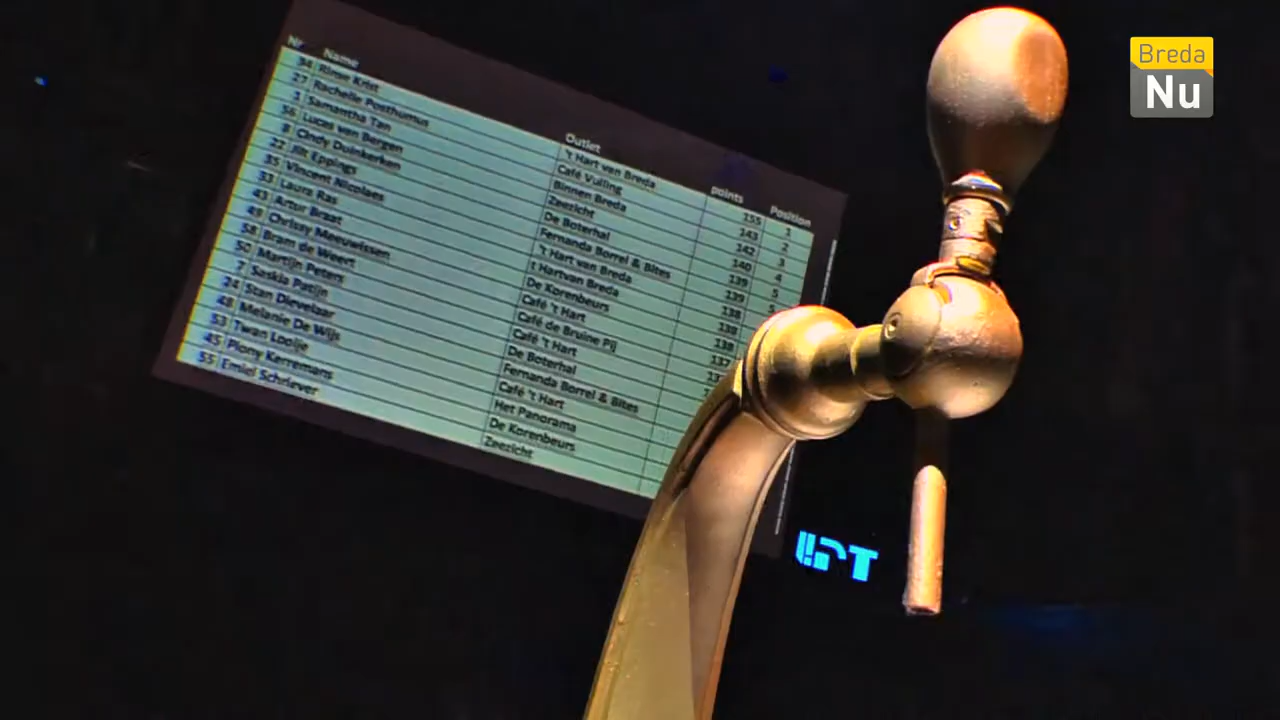 Breda
Nu
Nr Name Outlet points Position
34 Rinse Krist 't Hart van Breda 155 1
27 Rachelle Posthumus Café Vulling 143 2
3 Samantha Tan Binnen Breda 142 3
56 Lucas van Bergen Zeezicht 140 4
8 Cindy Duinkerken De Boterhal 139 5
22 Jilt Eppings Fernanda Borrel & Bites 139 5
35 Vincent Nicolaes 't Hart van Breda 138
33 Laura Ras t Hartvan Breda 138
43 Artur Braat De Korenbeurs 138
49 Chrissy Meeuwissen Café 't Hart 137
58 Bram de Weert Café de Bruine Pij
50 Martijn Peters Café 't Hart
7 Saskia Patijn De Boterhal
24 Stan Dievelaar Fernanda Borrel & Bites
48 Melanie De Wijs Café 't Hart
53 Twan Looije Het Panorama
45 Piony Kerremans De Korenbeurs
55 Emiel Schriever Zeezicht